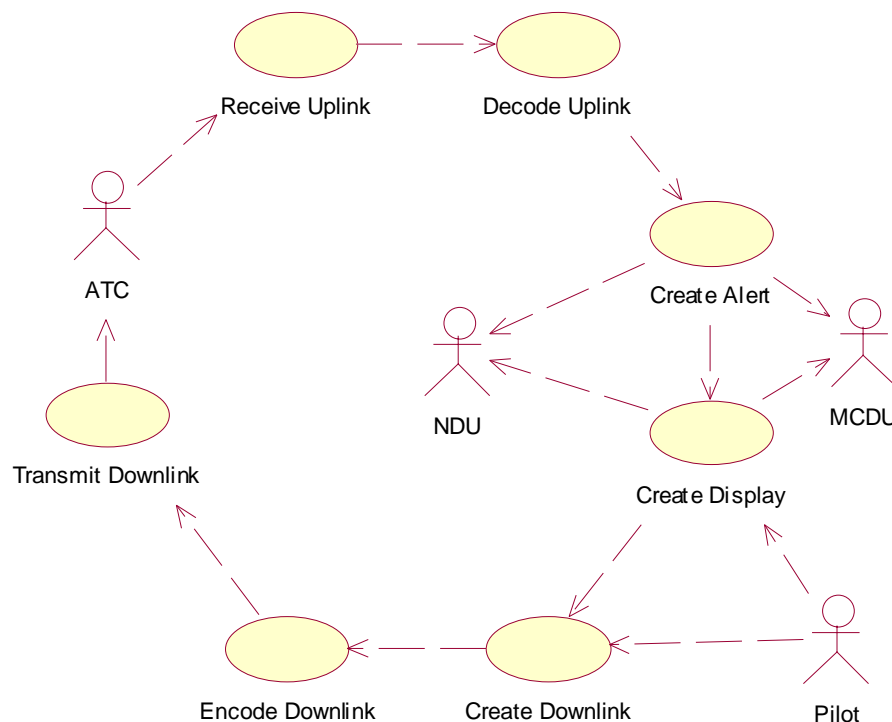 Receive Uplink
Decode Uplink
ATC
Create Alert
NDU
MCDU
Transmit Downlink
Create Display
Encode Downlink
Create Downlink
Pilot